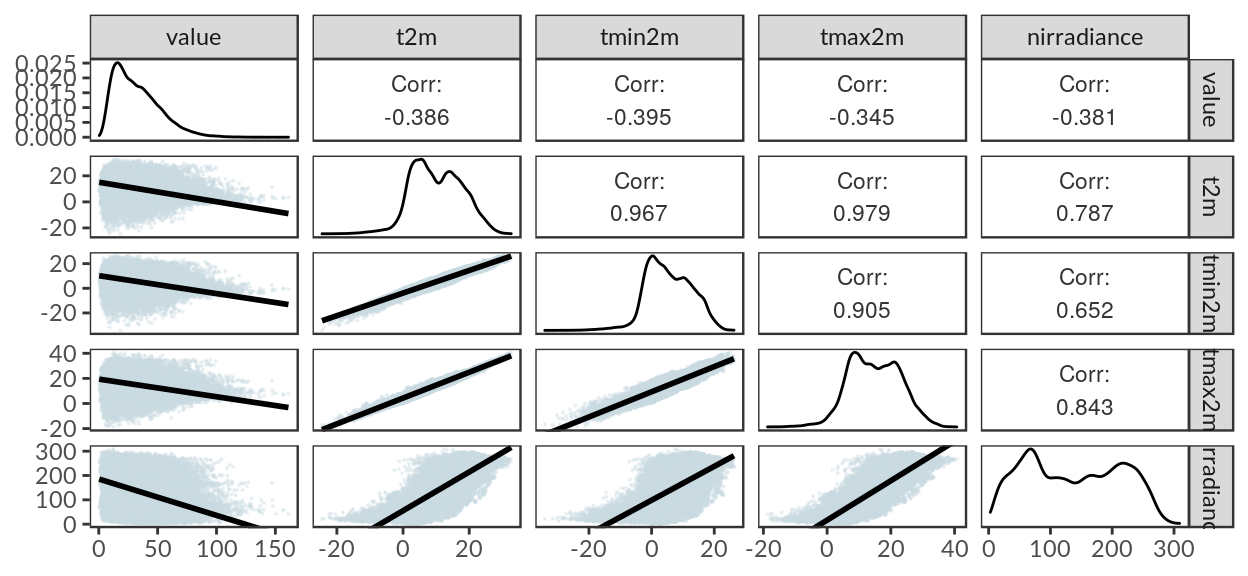 value t2m tmin2m tmax2m nirradiance
0.025
0.020
0.015
0.010
0.005
0.000
Corr:
-0.386
Corr:
-0.395
Corr:
-0.345
Corr:
-0.381
value
20
0
-20
Corr:
0.967
Corr:
0.979
Corr:
0.787
t2m
20
0
-20
Corr:
0.905
Corr:
0.652
tmin2m
40
20
0
-20
Corr:
0.843
tmax2m
300
200
100
0
rradianc
0 50 100 150 -20 0 20 -20 0 20 -20 0 20 40 0 100 200 300